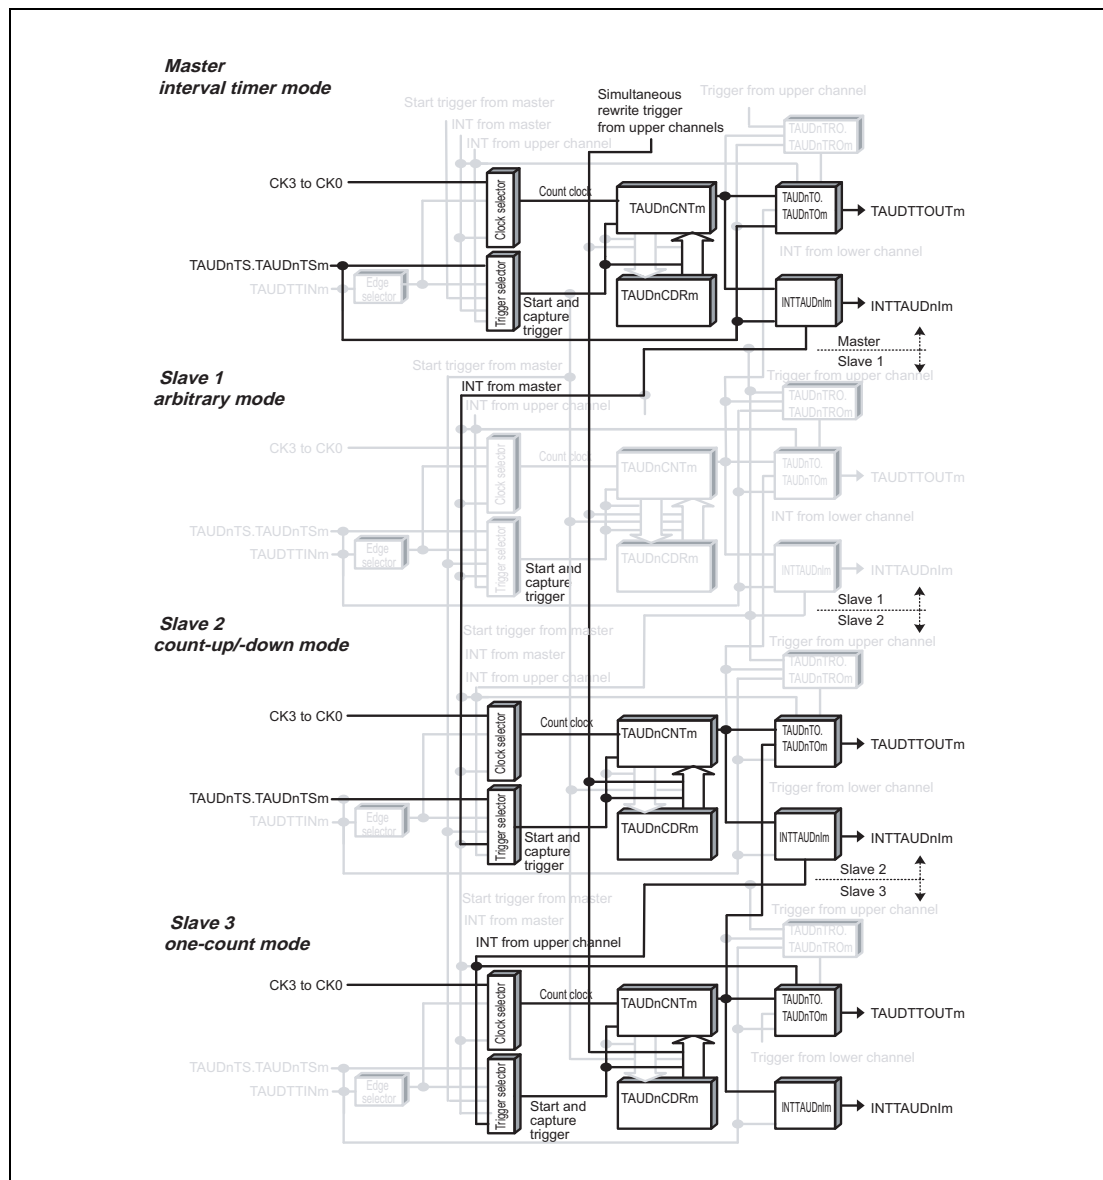 Master
interval timer mode
Start trigger from master
INT from master
INT from upper channel
Simultaneous
rewrite trigger
from upper channels
Trigger from upper channel
TAUDnTRO.
TAUDnTROm
CK3 to CK0
Clock selector
Count clock
TAUDnCNTm
TAUDnTO.
TAUDnTOm
TAUDTTOUTm
INT from lower channel
TAUDnTS.TAUDnTSm
TAUDTTINm
Edge
selector
Trigger selector
Start and
capture
trigger
TAUDnCDRm
INTTAUDnIm
INTTAUDnIm
Master
Slave 1
Slave 1
arbitrary mode
Start trigger from master
INT from master
INT from upper channel
Trigger from upper channel
TAUDnTRO.
TAUDnTROm
CK3 to CK0
Clock selector
Count clock
TAUDnCNTm
TAUDnTO.
TAUDnTOm
TAUDTTOUTm
INT from lower channel
TAUDnTS.TAUDnTSm
TAUDTTINm
Edge
selector
Trigger selector
Start and
capture
trigger
TAUDnCDRm
INTTAUDnIm
INTTAUDnIm
Slave 1
Slave 2
Slave 2
count-up/-down mode
Start trigger from master
INT from master
INT from upper channel
Trigger from upper channel
TAUDnTRO.
TAUDnTROm
CK3 to CK0
Clock selector
Count clock
TAUDnCNTm
TAUDnTO.
TAUDnTOm
TAUDTTOUTm
Trigger from lower channel
TAUDnTS.TAUDnTSm
TAUDTTINm
Edge
selector
Trigger selector
Start and
capture
trigger
TAUDnCDRm
INTTAUDnIm
INTTAUDnIm
Slave 2
Slave 3
Slave 3
one-count mode
Start trigger from master
INT from master
INT from upper channel
Trigger from upper channel
TAUDnTRO.
TAUDnTROm
CK3 to CK0
Clock selector
Count clock
TAUDnCNTm
TAUDnTO.
TAUDnTOm
TAUDTTOUTm
Trigger from lower channel
TAUDnTS.TAUDnTSm
TAUDTTINm
Edge
selector
Trigger selector
Start and
capture
trigger
TAUDnCDRm
INTTAUDnIm
INTTAUDnIm